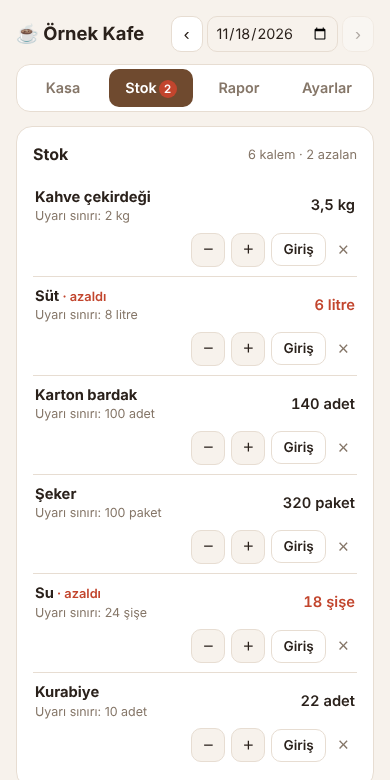 ☕ Örnek Kafe
‹ 11/18/2026 ›
Kasa Stok 2 Rapor Ayarlar
Stok 6 kalem · 2 azalan
Kahve çekirdeği 3,5 kg
Uyarı sınırı: 2 kg
− + Giriş ×
Süt · azaldı 6 litre
Uyarı sınırı: 8 litre
− + Giriş ×
Karton bardak 140 adet
Uyarı sınırı: 100 adet
− + Giriş ×
Şeker 320 paket
Uyarı sınırı: 100 paket
− + Giriş ×
Su · azaldı 18 şişe
Uyarı sınırı: 24 şişe
− + Giriş ×
Kurabiye 22 adet
Uyarı sınırı: 10 adet
− + Giriş ×